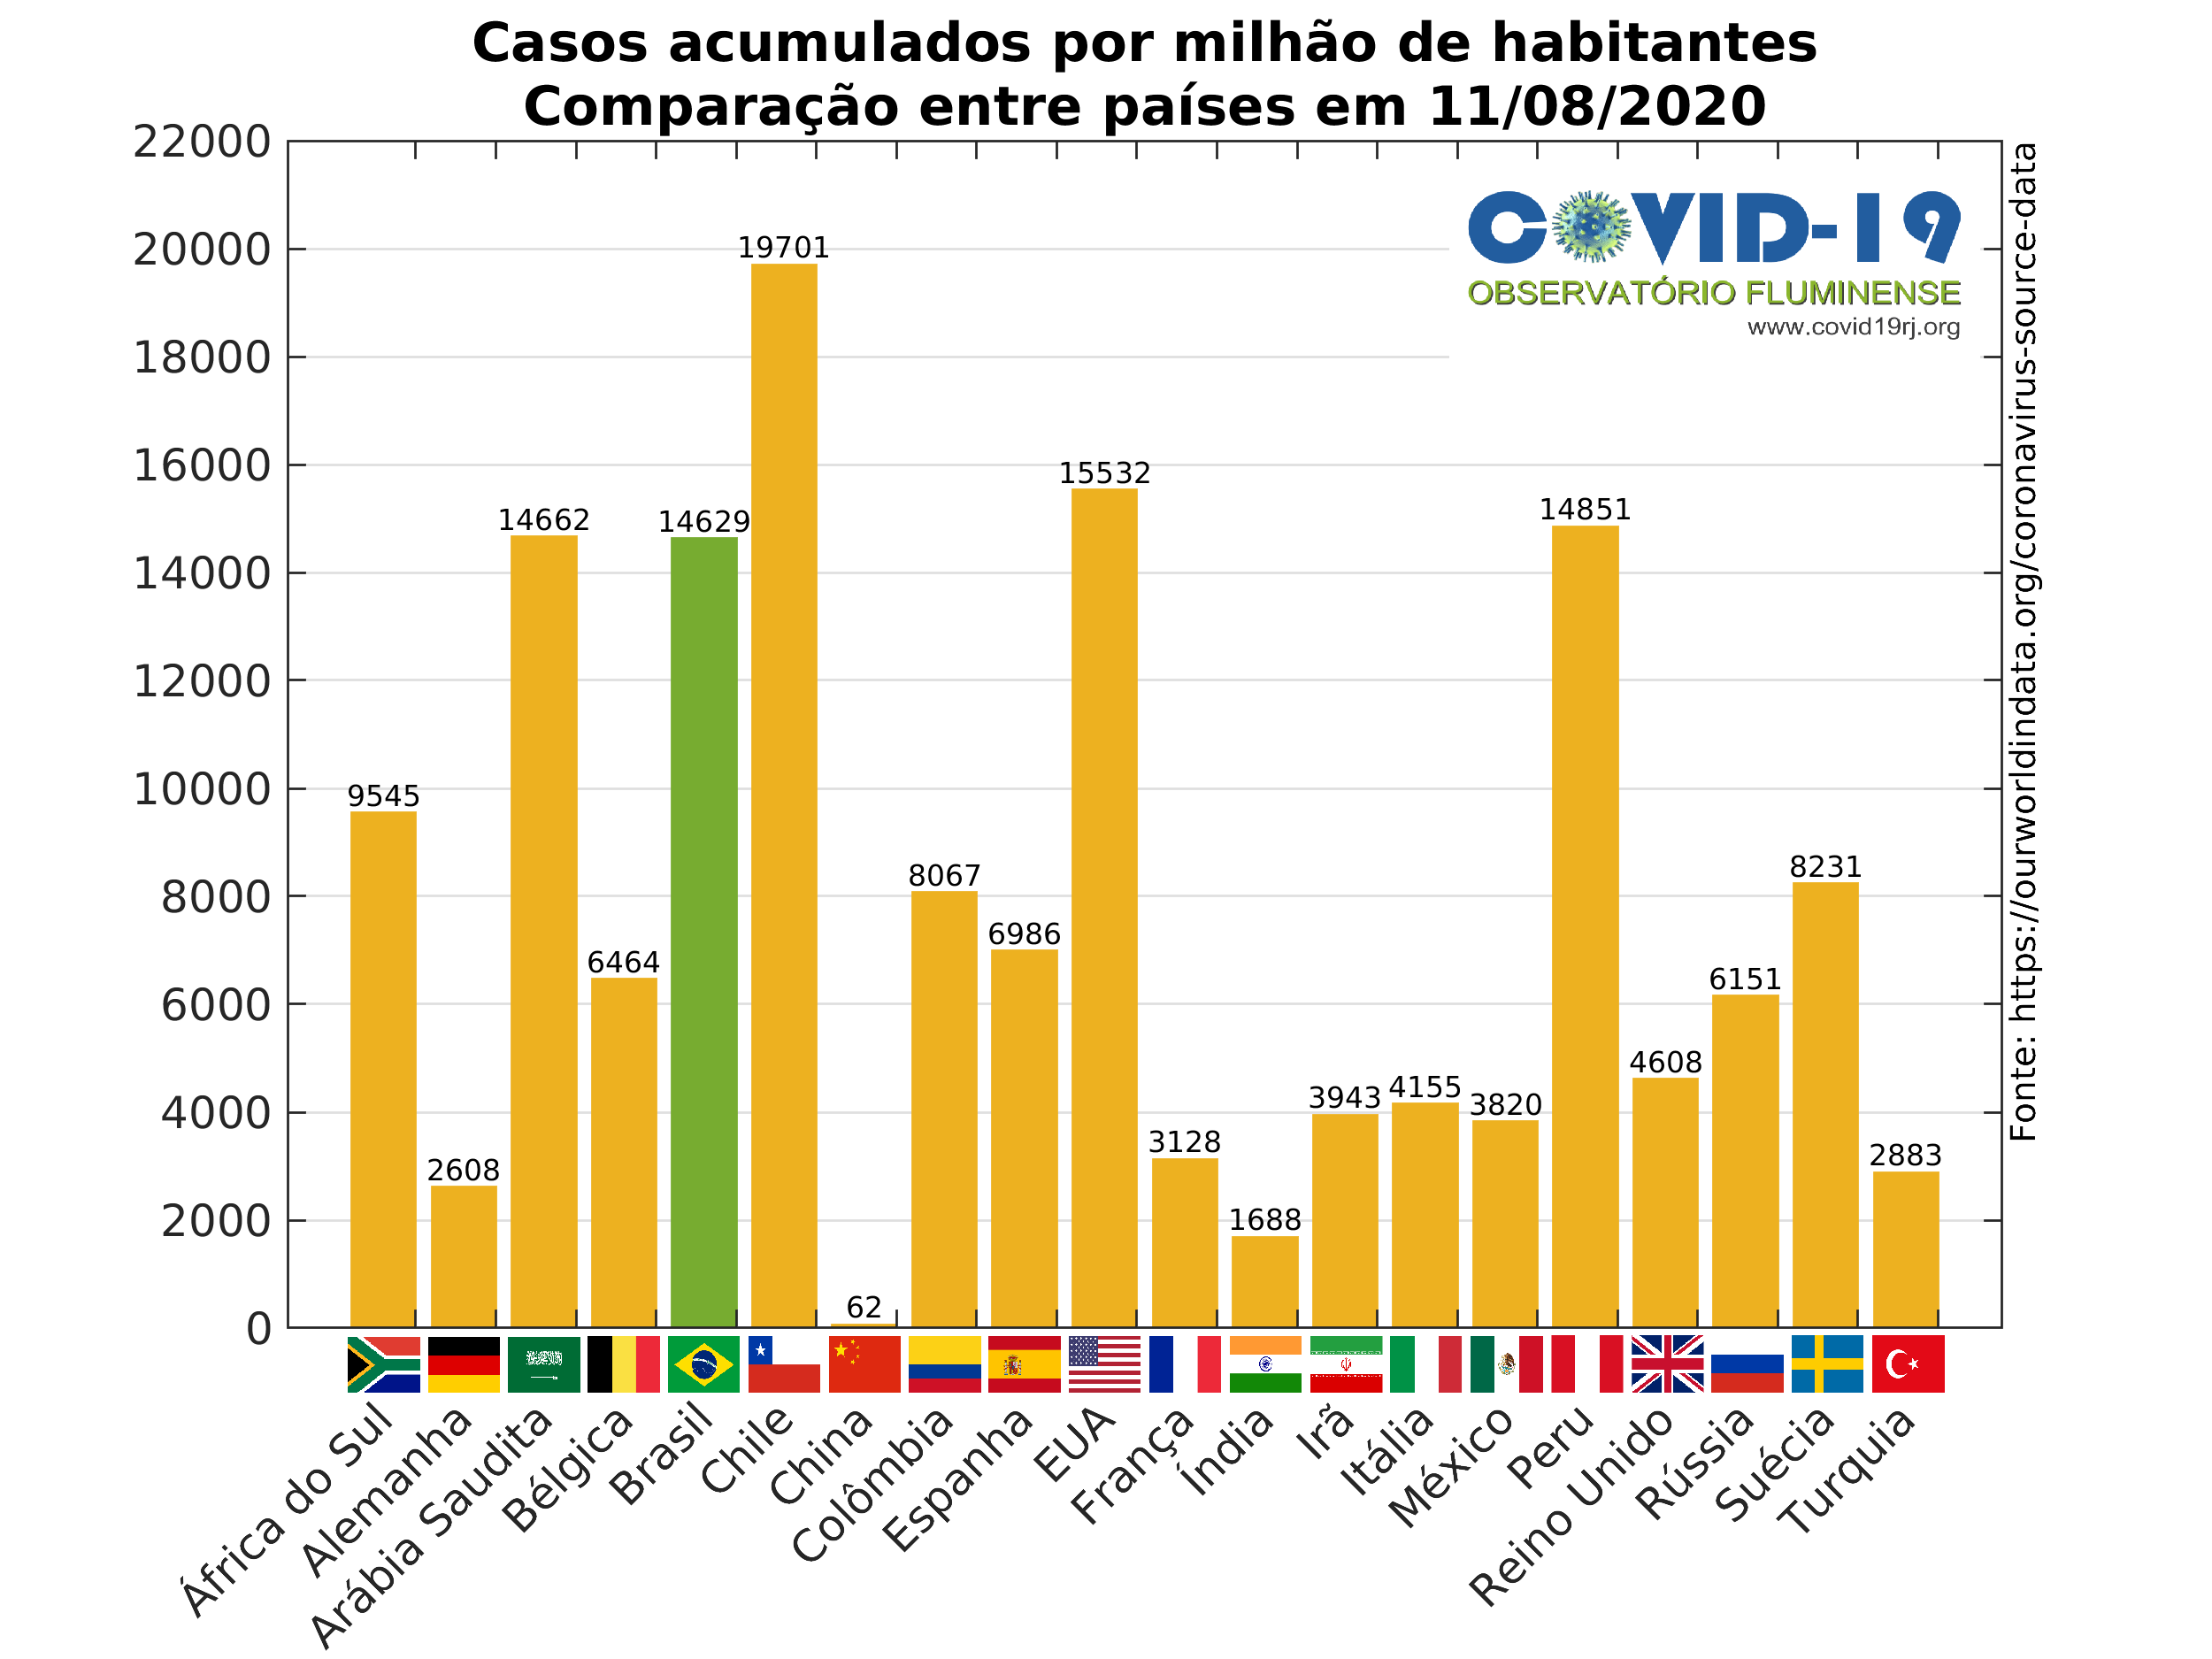 Casos acumulados por milhão de habitantes
Comparação entre países em 11/08/2020
22000
20000
18000
16000
14000
12000
10000
8000
6000
4000
2000
0
9545
2608
14662
6464
14629
19701
62
8067
6986
15532
3128
1688
3943
4155
3820
14851
4608
6151
8231
2883
COVID-19
OBSERVATÓRIO FLUMINENSE
www.covid19rj.org
Fonte: https://ourworldindata.org/coronavirus-source-data
África do Sul
Alemanha
Arábia Saudita
Bélgica
Brasil
Chile
China
Colômbia
Espanha
EUA
França
Índia
Irã
Itália
México
Peru
Reino Unido
Rússia
Suécia
Turquia